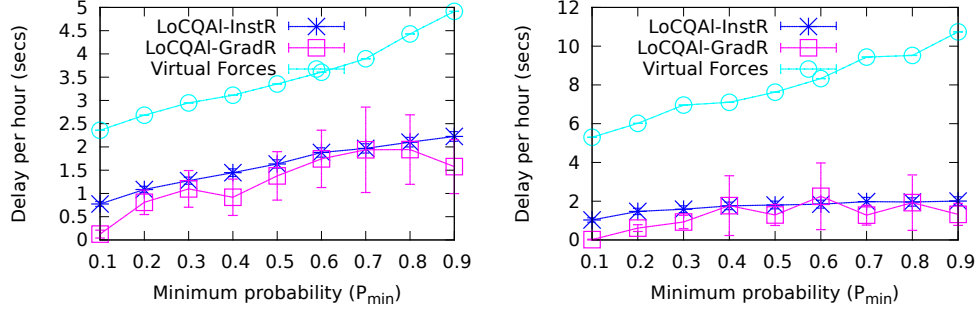 5
4.5
4
3.5
3
2.5
2
1.5
1
0.5
0
Delay per hour (secs)
LoCQAI-InstR
LoCQAI-GradR
Virtual Forces
0.1 0.2 0.3 0.4 0.5 0.6 0.7 0.8 0.9
Minimum probability (Pmin)
12
10
8
6
4
2
0
Delay per hour (secs)
LoCQAI-InstR
LoCQAI-GradR
Virtual Forces
0.1 0.2 0.3 0.4 0.5 0.6 0.7 0.8 0.9
Minimum probability (Pmin)